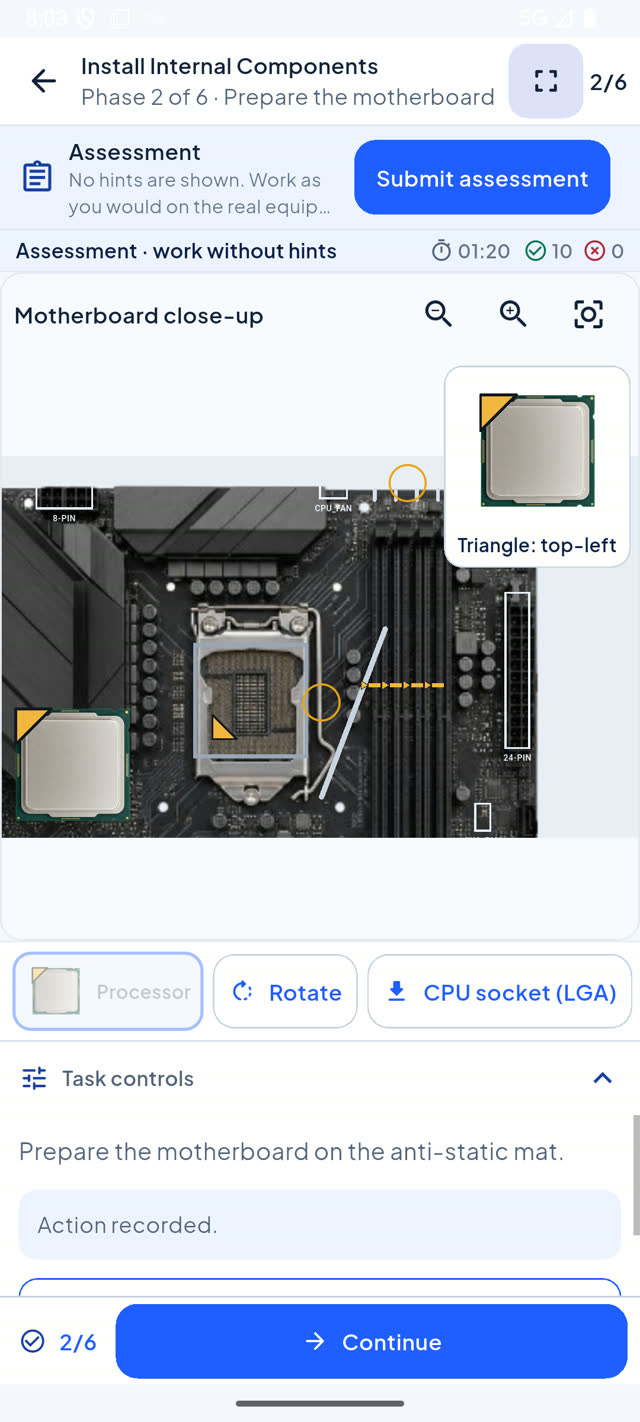 8:03
5G
Install Internal Components
Phase 2 of 6 · Prepare the motherboard
2/6
Assessment
No hints are shown. Work as
you would on the real equip…
Submit assessment
Assessment · work without hints
01:20
10
0
Motherboard close-up
Triangle: top-left
8-PIN
CPU_FAN
24-PIN
Processor
Rotate
CPU socket (LGA)
Task controls
Prepare the motherboard on the anti-static mat.
Action recorded.
2/6
Continue